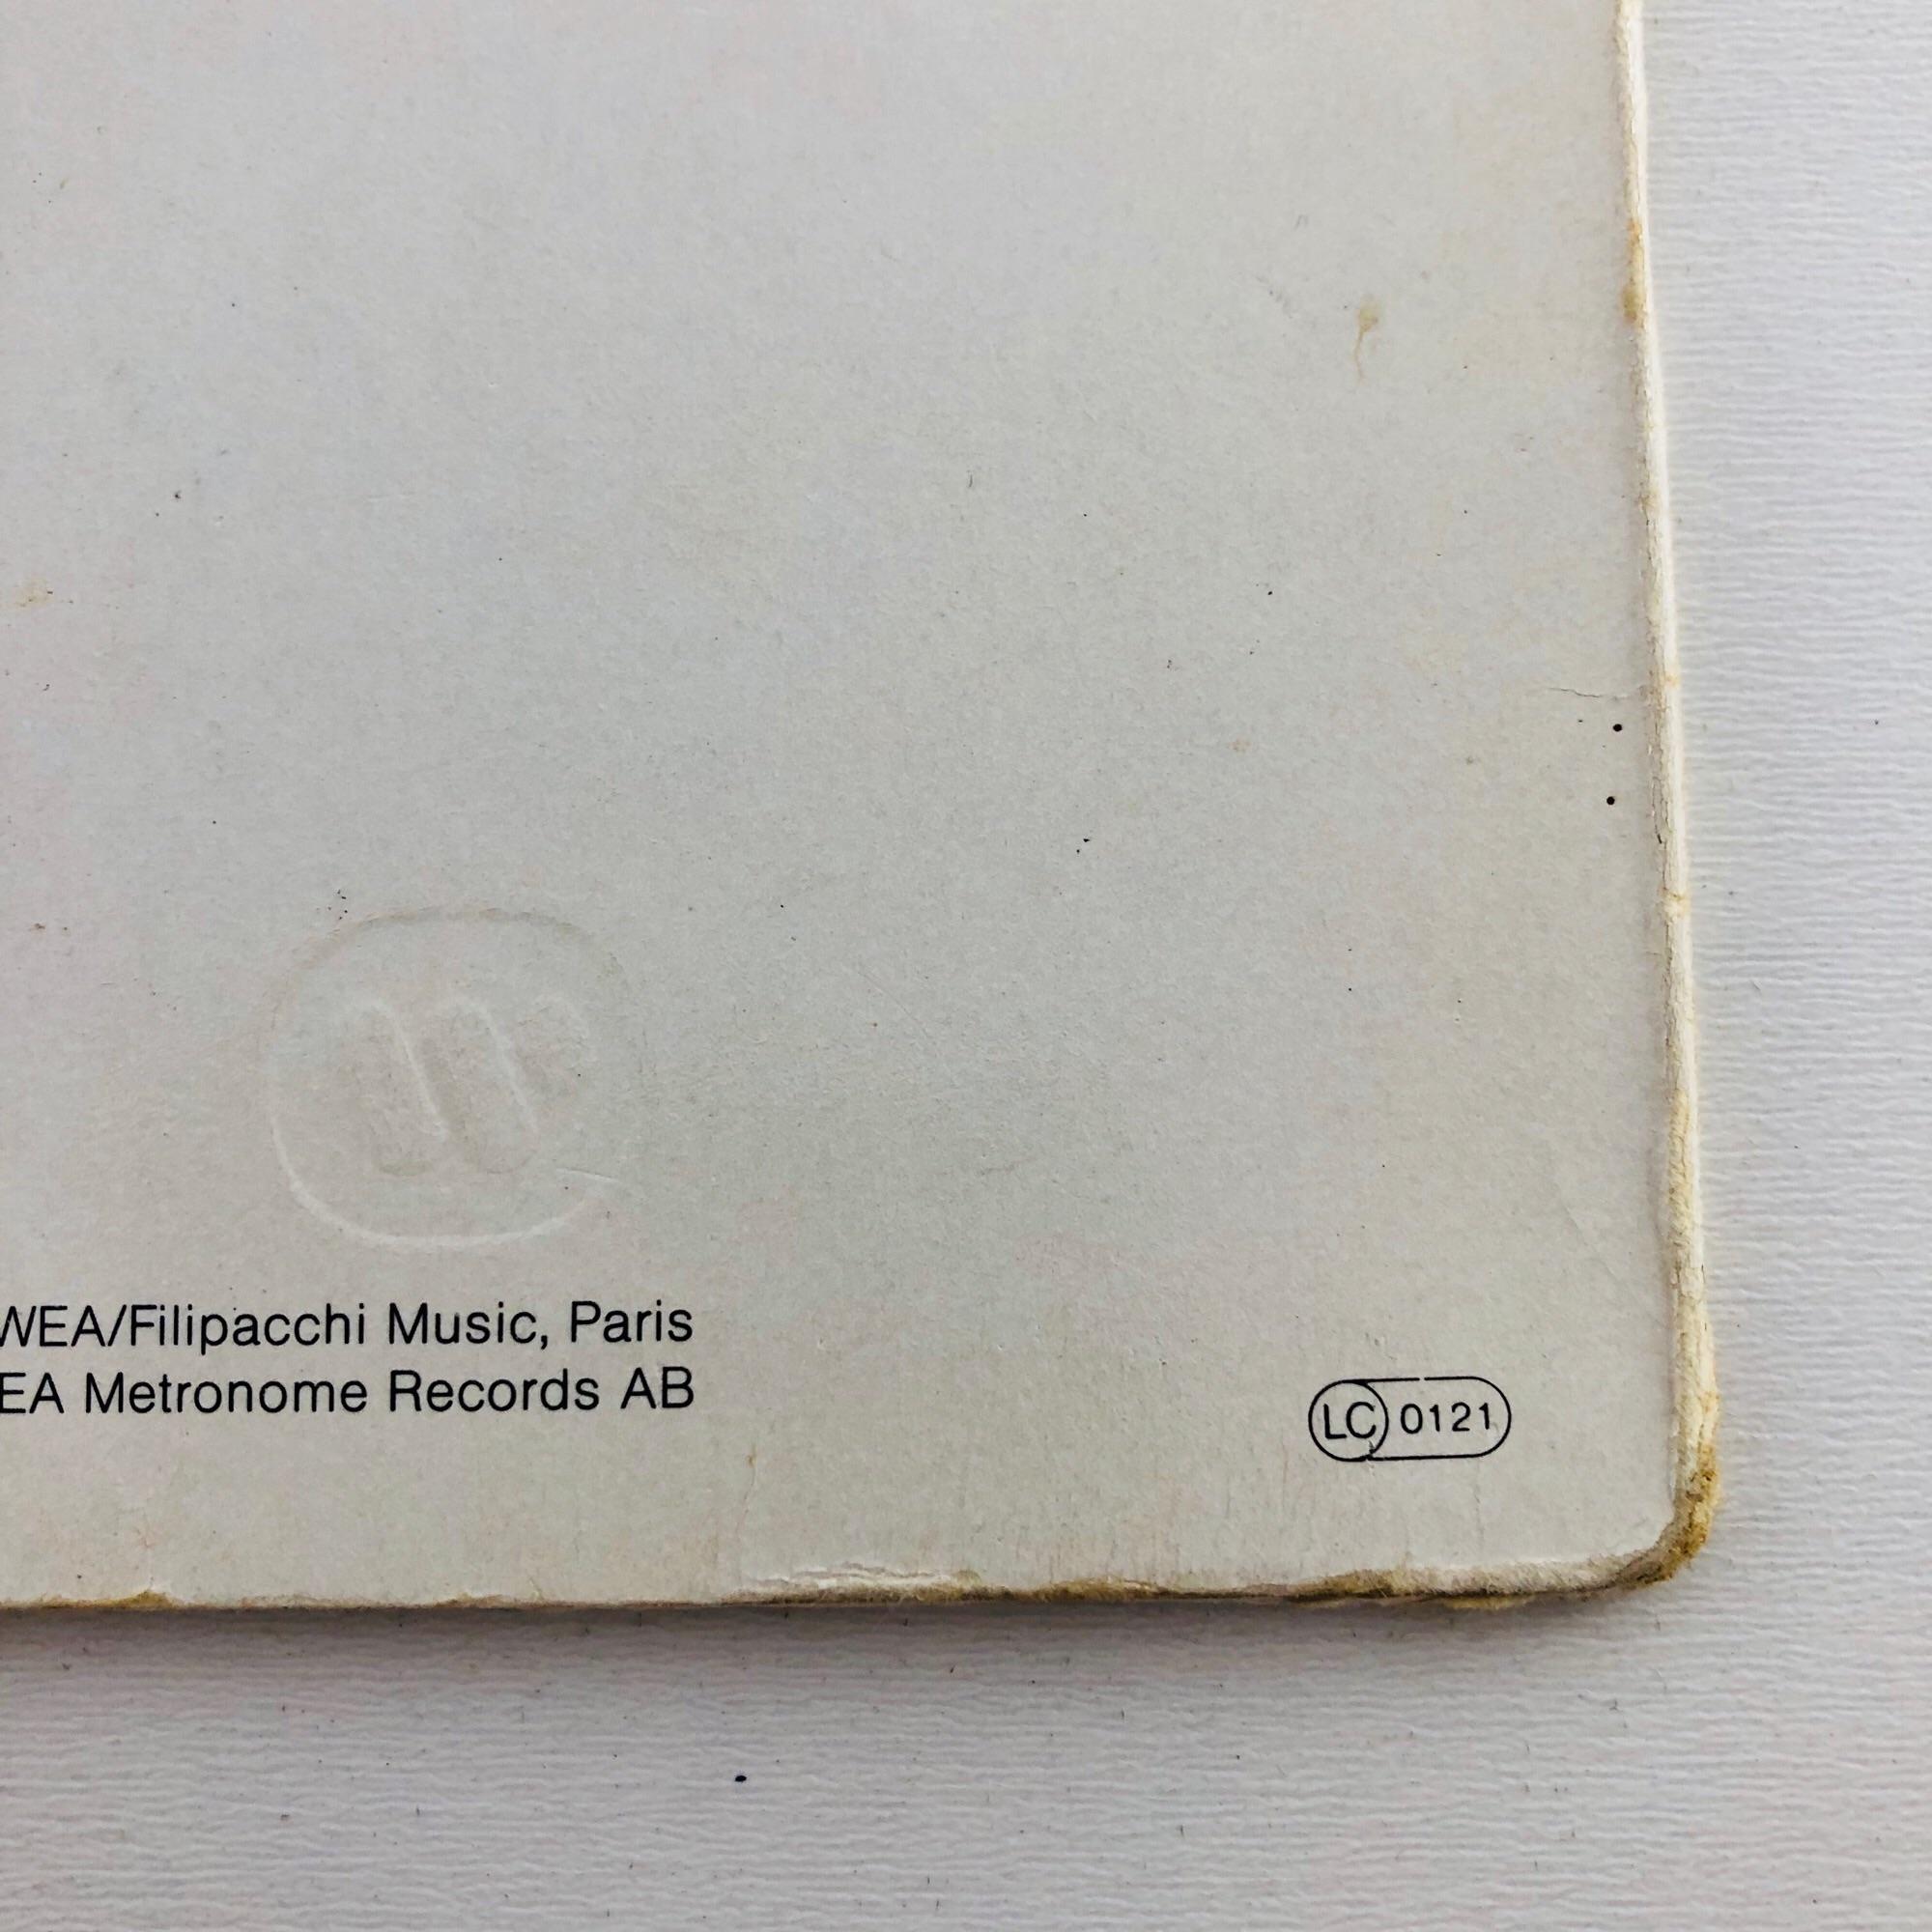 WEA/Filipacchi Music, Paris
EA Metronome Records AB
LC 0121